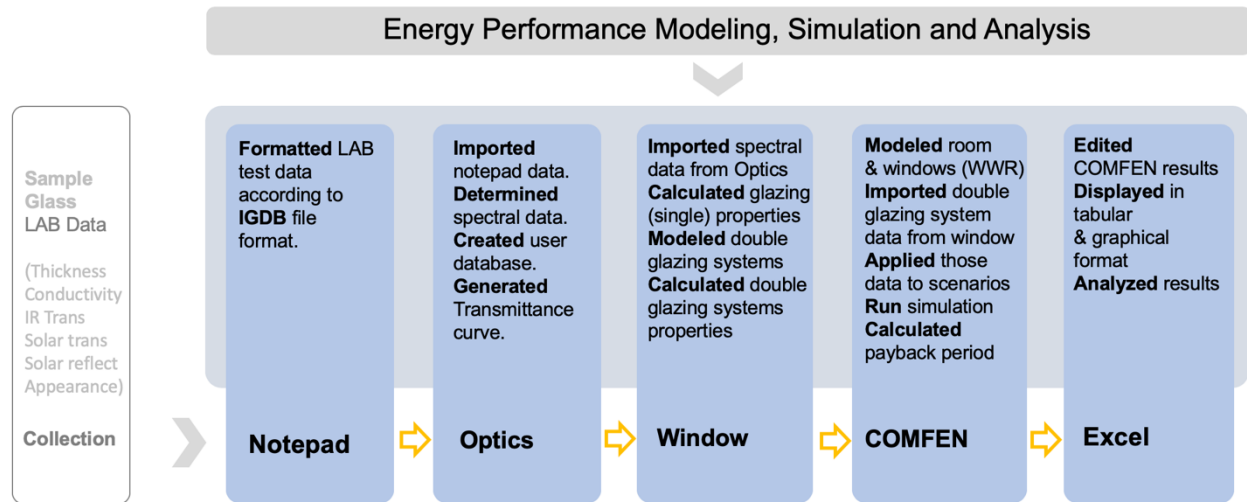 Energy Performance Modeling, Simulation and Analysis
Sample
Glass
LAB Data
(Thickness
Conductivity
IR Trans
Solar trans
Solar reflect
Appearance)
Collection
Formatted LAB
test data
according to
IGDB file
format.
Notepad
Imported
notepad data.
Determined
spectral data.
Created user
database.
Generated
Transmittance
curve.
Optics
Imported spectral
data from Optics
Calculated glazing
(single) properties
Modeled double
glazing systems
Calculated double
glazing systems
properties
Window
Modeled room
& windows (WWR)
Imported double
glazing system
data from window
Applied those
data to scenarios
Run simulation
Calculated
payback period
COMFEN
Edited
COMFEN results
Displayed in
tabular
& graphical
format
Analyzed results
Excel